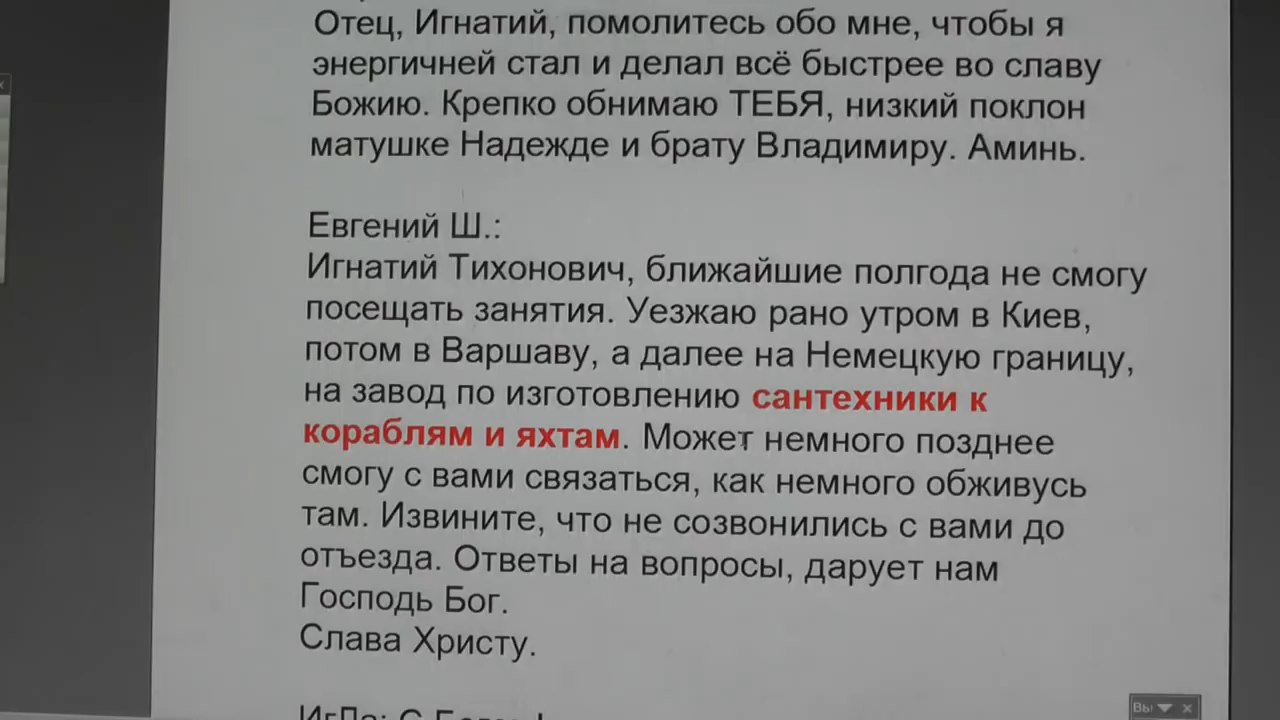 Отец, Игнатий, помолитесь обо мне, чтобы я
энергичней стал и делал всё быстрее во славу
Божию. Крепко обнимаю ТЕБЯ, низкий поклон
матушке Надежде и брату Владимиру. Аминь.
Евгений Ш.:
Игнатий Тихонович, ближайшие полгода не смогу
посещать занятия. Уезжаю рано утром в Киев,
потом в Варшаву, а далее на Немецкую границу,
на завод по изготовлению сантехники к
кораблям и яхтам. Может немного позднее
смогу с вами связаться, как немного обживусь
там. Извините, что не созвонились с вами до
отъезда. Ответы на вопросы, дарует нам
Господь Бог.
Слава Христу.